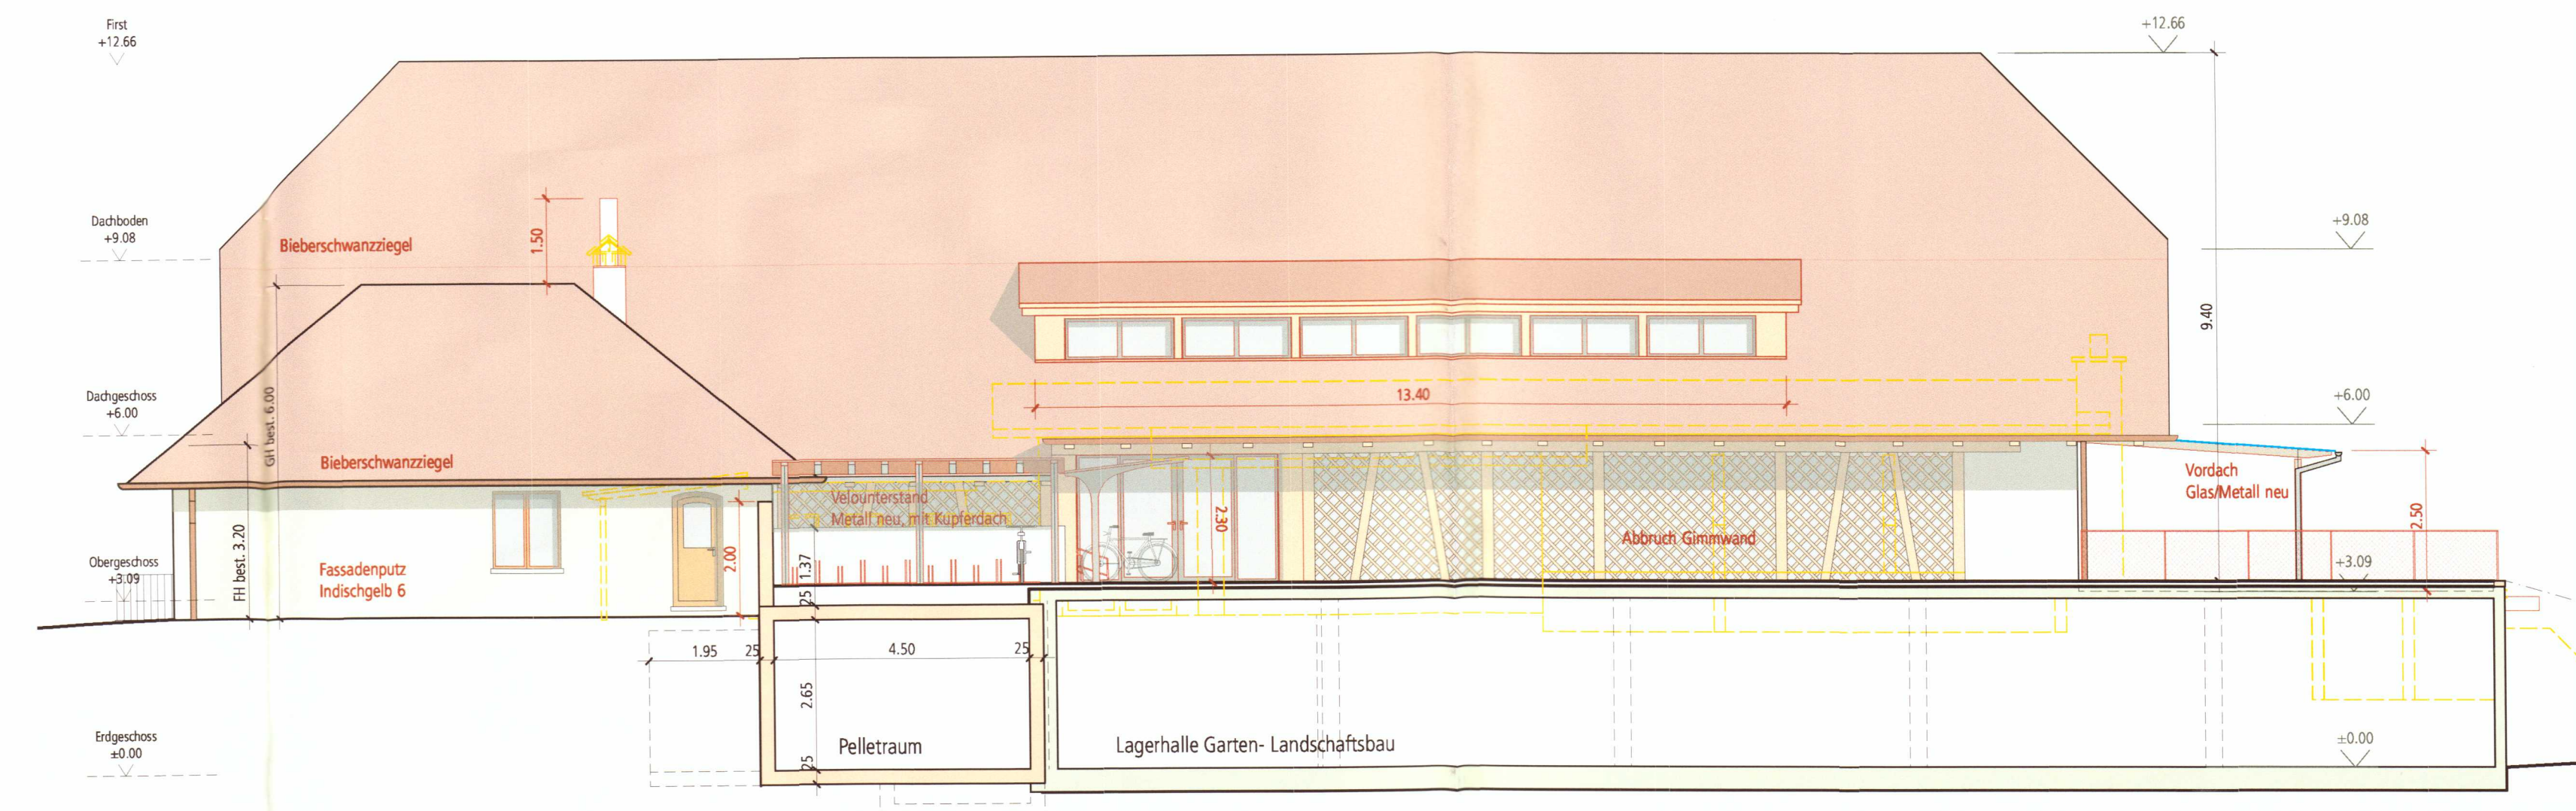 First
+12.66
+12.66
Dachboden
+9.08
+9.08
Bieberschwanzziegel
1.50
9.40
Dachgeschoss
+6.00
+6.00
13.40
GH best. 6.00
Bieberschwanzziegel
Vordach
Glas/Metall neu
Velounterstand
Metall neu, mit Kupferdach
2.30
2.50
Abbruch Gimmwand
FH best. 3.20
2.00
1.37
Obergeschoss
+3.09
+3.09
Fassadenputz
Indischgelb 6
25
1.95
25
4.50
25
2.65
Erdgeschoss
±0.00
±0.00
Pelletraum
Lagerhalle Garten- Landschaftsbau
25